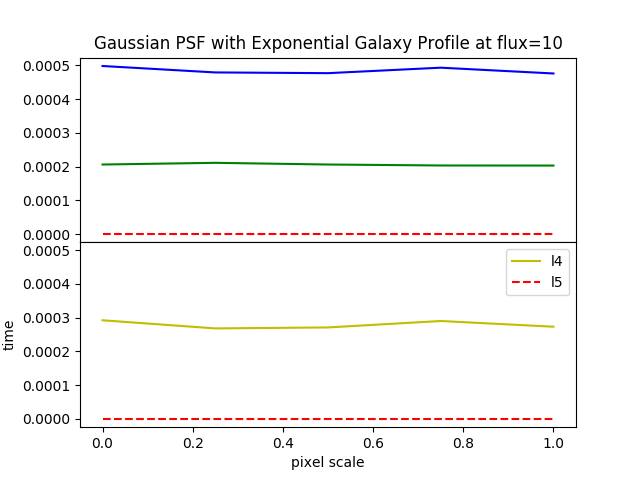 Gaussian PSF with Exponential Galaxy Profile at flux=10
0.0005
0.0004
0.0003
0.0002
0.0001
0.0000
0.0005
0.0004
0.0003
0.0002
0.0001
0.0000
time
l4
l5
0.0 0.2 0.4 0.6 0.8 1.0
pixel scale